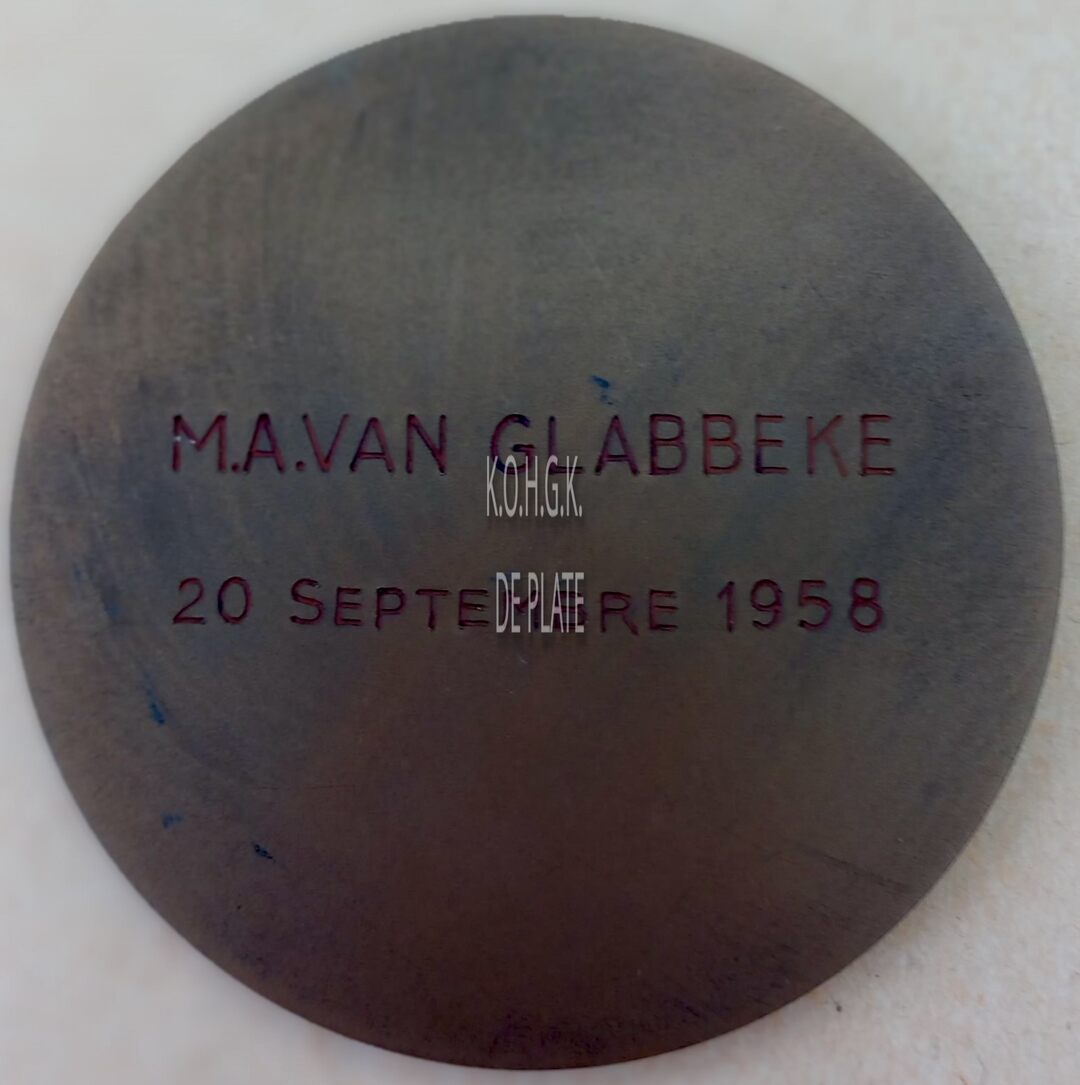 M.A.VAN GLABBEKE
K.O.H.G.K.
20 SEPTEMBRE 1958
DE PLATE